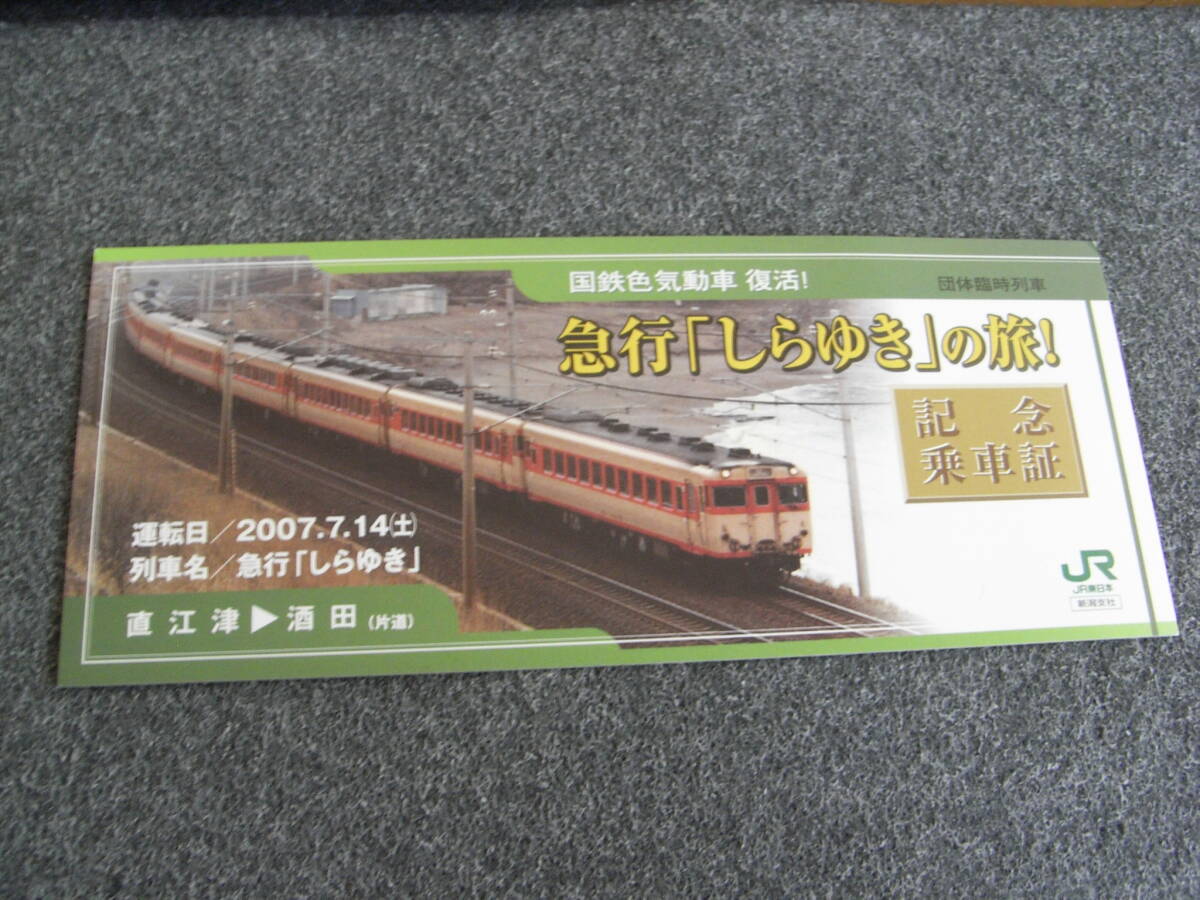 国鉄色気動車 復活!
団体臨時列車
急行「しらゆき」の旅!
記念
乗車証
運転日/2007.7.14(土)
列車名/急行「しらゆき」
直江津▶酒田(片道)
JR
JR東日本
新潟支社